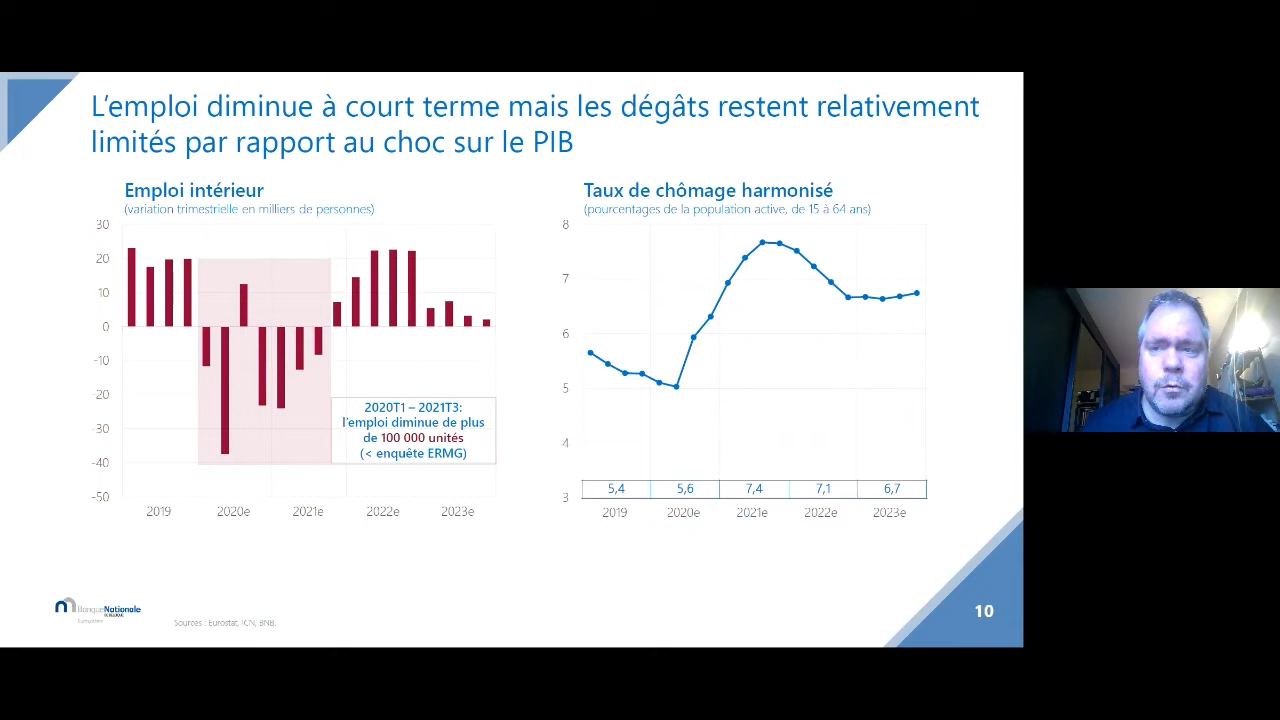 L'emploi diminue à court terme mais les dégâts restent relativement
limités par rapport au choc sur le PIB
Emploi intérieur
(variation trimestrielle en milliers de personnes)
30
20
10
0
-10
-20
-30
-40
-50
2020T1 – 2021T3:
l'emploi diminue de plus
de 100 000 unités
(< enquête ERMG)
2019
2020e
2021e
2022e
2023e
Taux de chômage harmonisé
(pourcentages de la population active, de 15 à 64 ans)
8
7
6
5
4
3
5,4
5,6
7,4
7,1
6,7
2019
2020e
2021e
2022e
2023e
BanqueNationale
DE BELGIQUE
Eurosystème
Sources : Eurostat, ICN, BNB.
10